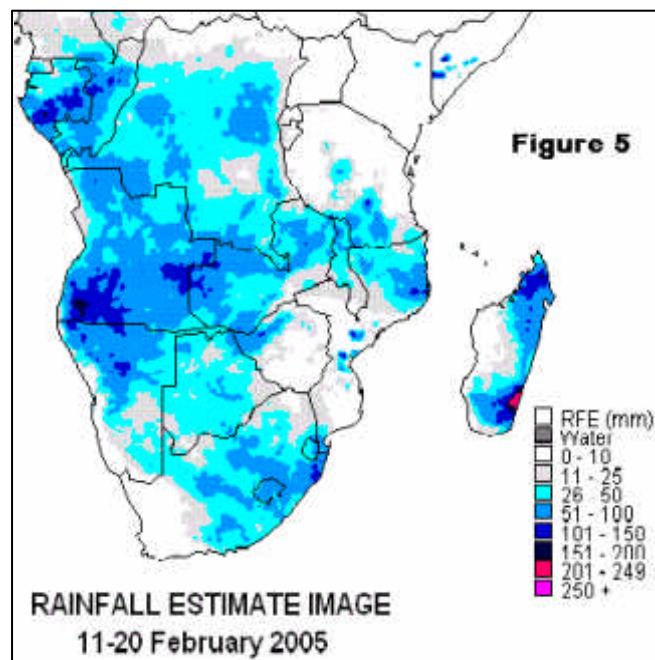 Figure 5
RFE (mm)
Water
0 - 10
11 - 25
26 - 50
51 - 100
101 - 150
151 - 200
201 - 249
250 +
RAINFALL ESTIMATE IMAGE
11-20 February 2005